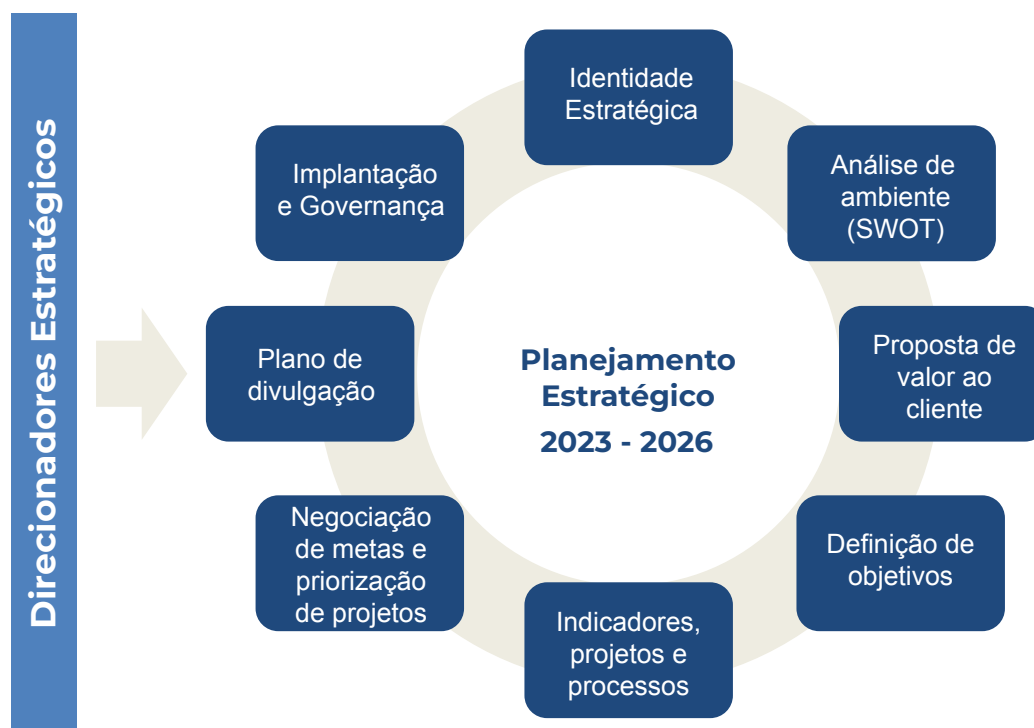 Direcionadores Estratégicos
Identidade
Estratégica
Análise de
ambiente
(SWOT)
Proposta de
valor ao
cliente
Definição de
objetivos
Indicadores,
projetos e
processos
Negociação
de metas e
priorização
de projetos
Plano de
divulgação
Implantação
e Governança
Planejamento
Estratégico
2023 - 2026